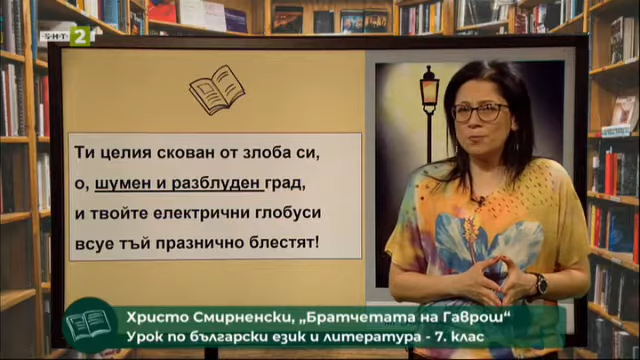 БНТ 2
Ти целия скован от злоба си,
о, шумен и разблуден град,
и твойте електрични глобуси
всуе тъй празнично блестят!
Христо Смирненски, „Братчетата на Гаврош“
Урок по български език и литература - 7. клас